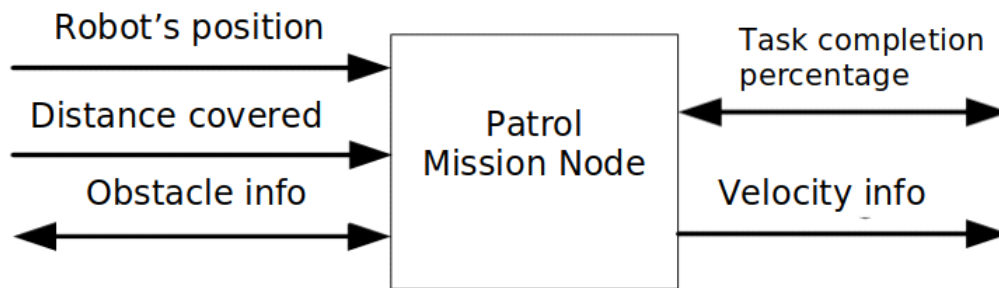 Robot's position
Distance covered
Obstacle info
Patrol
Mission Node
Task completion
percentage
Velocity info